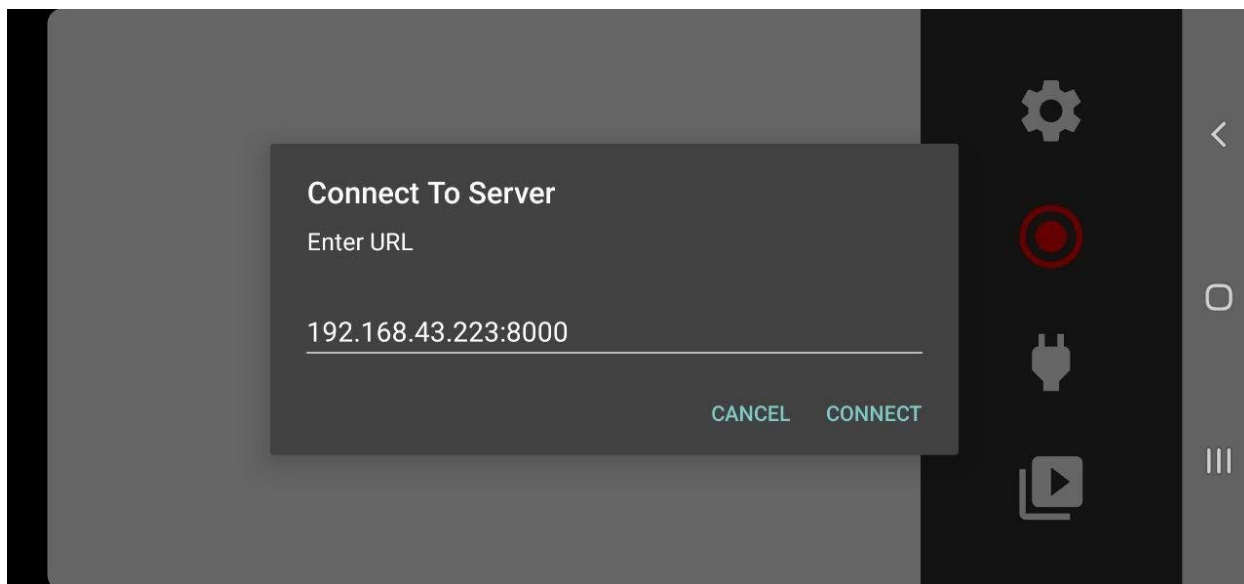 Connect To Server
Enter URL
192.168.43.223:8000
CANCEL CONNECT